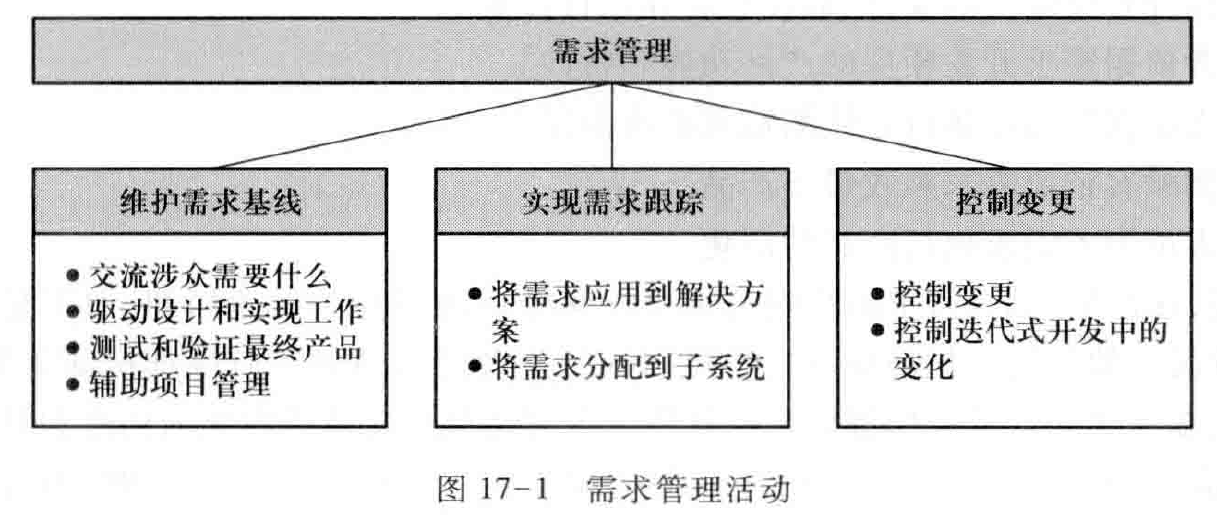 需求管理
维护需求基线
● 交流涉众需要什么
● 驱动设计和实现工作
● 测试和验证最终产品
● 辅助项目管理
实现需求跟踪
● 将需求应用到解决方
案
● 将需求分配到子系统
控制变更
● 控制变更
● 控制迭代式开发中的
变化
图 17-1 需求管理活动